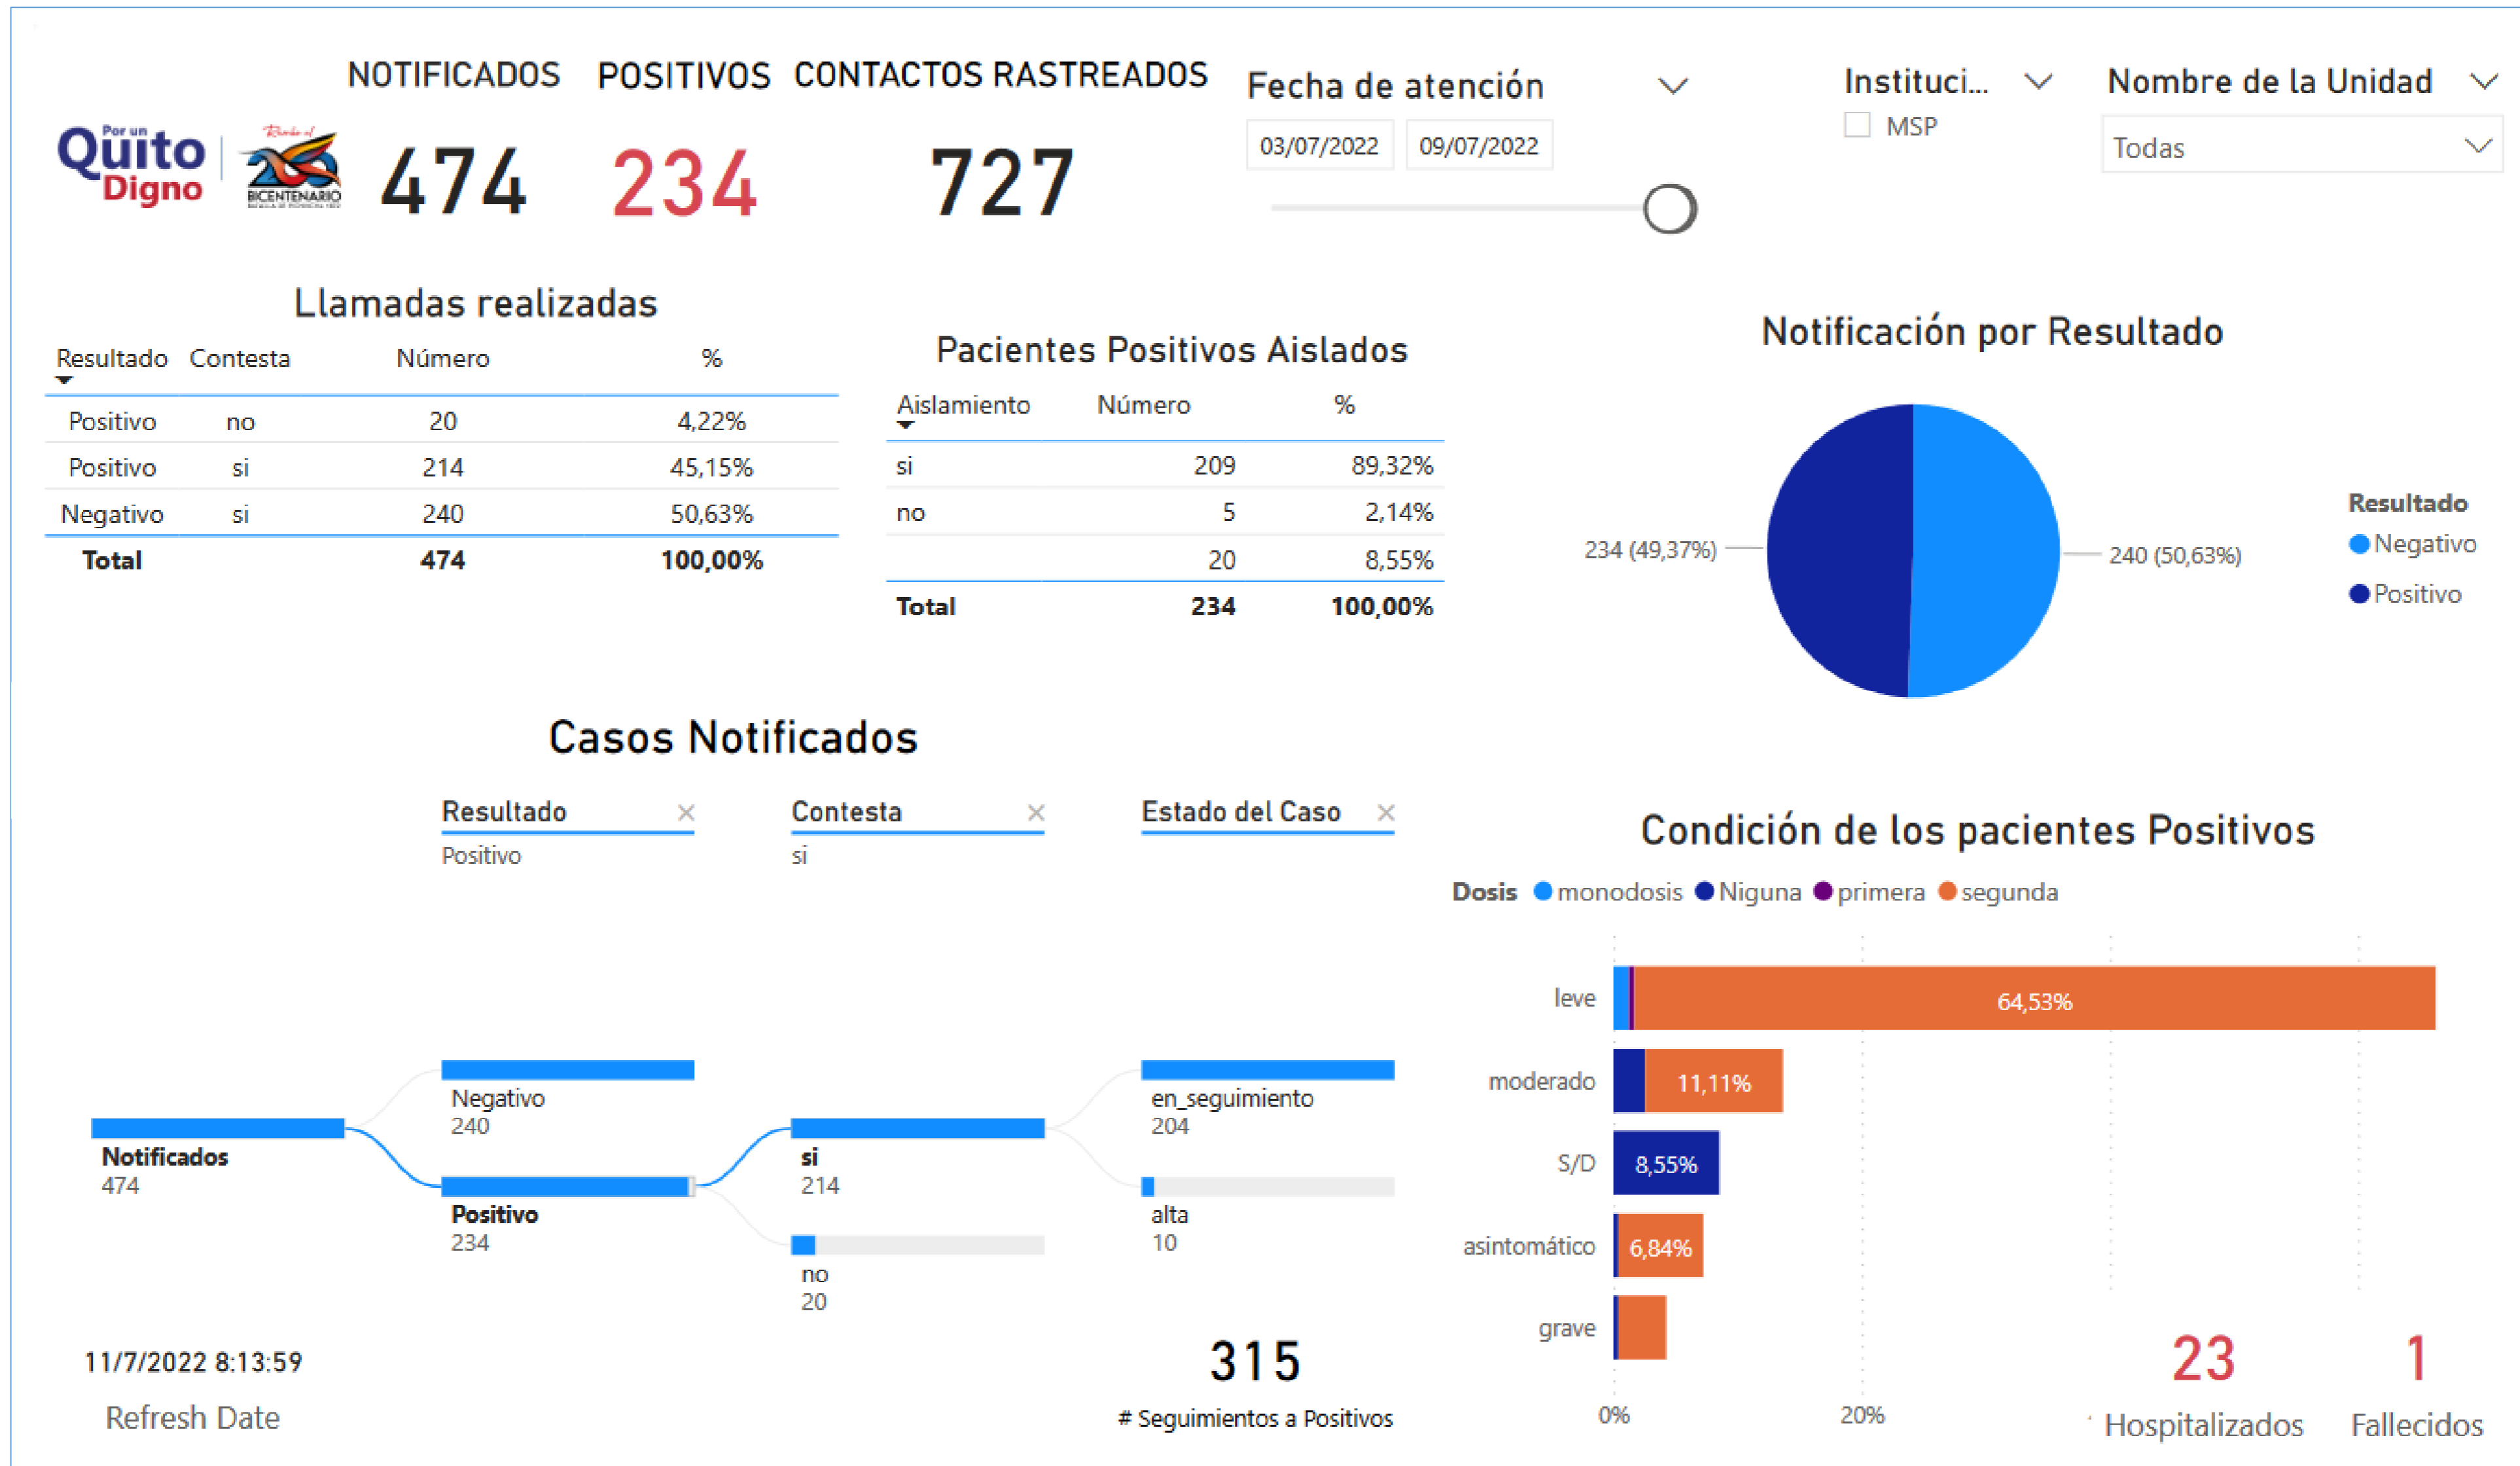 NOTIFICADOS POSITIVOS CONTACTOS RASTREADOS
474 234 727
Por un
Quito
Digno
Rumbo al
200
BICENTENARIO
Fecha de atención
03/07/2022 09/07/2022
Instituci...
MSP
Nombre de la Unidad
Todas
Llamadas realizadas
Resultado Contesta Número %
Positivo no 20 4,22%
Positivo si 214 45,15%
Negativo si 240 50,63%
Total 474 100,00%
Pacientes Positivos Aislados
Aislamiento Número %
si 209 89,32%
no 5 2,14%
20 8,55%
Total 234 100,00%
Notificación por Resultado
234 (49,37%)
240 (50,63%)
Resultado
Negativo
Positivo
Casos Notificados
Resultado Contesta Estado del Caso
Positivo si
Notificados
474
Negativo
240
Positivo
234
si
214
no
20
en_seguimiento
204
alta
10
11/7/2022 8:13:59
Refresh Date
315
# Seguimientos a Positivos
Condición de los pacientes Positivos
Dosis monodosis Niguna primera segunda
leve 64,53%
moderado 11,11%
S/D 8,55%
asintomático 6,84%
grave
0% 20%
23
Hospitalizados
1
Fallecidos